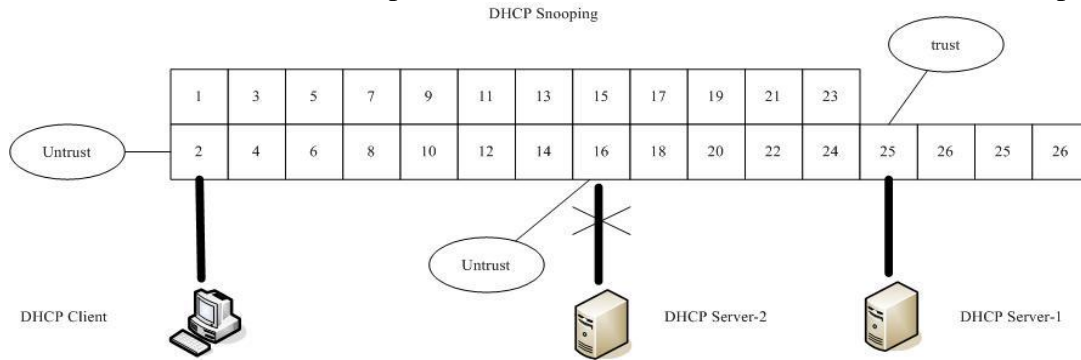 DHCP Snooping
trust
1 3 5 7 9 11 13 15 17 19 21 23
Untrust
2 4 6 8 10 12 14 16 18 20 22 24 25 26 25 26
Untrust
DHCP Client
DHCP Server-2
DHCP Server-1